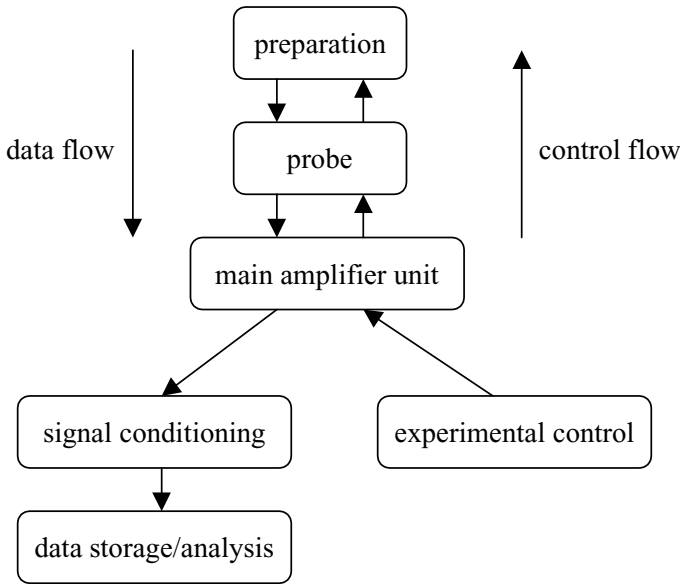 preparation
data flow
probe
control flow
main amplifier unit
signal conditioning
experimental control
data storage/analysis